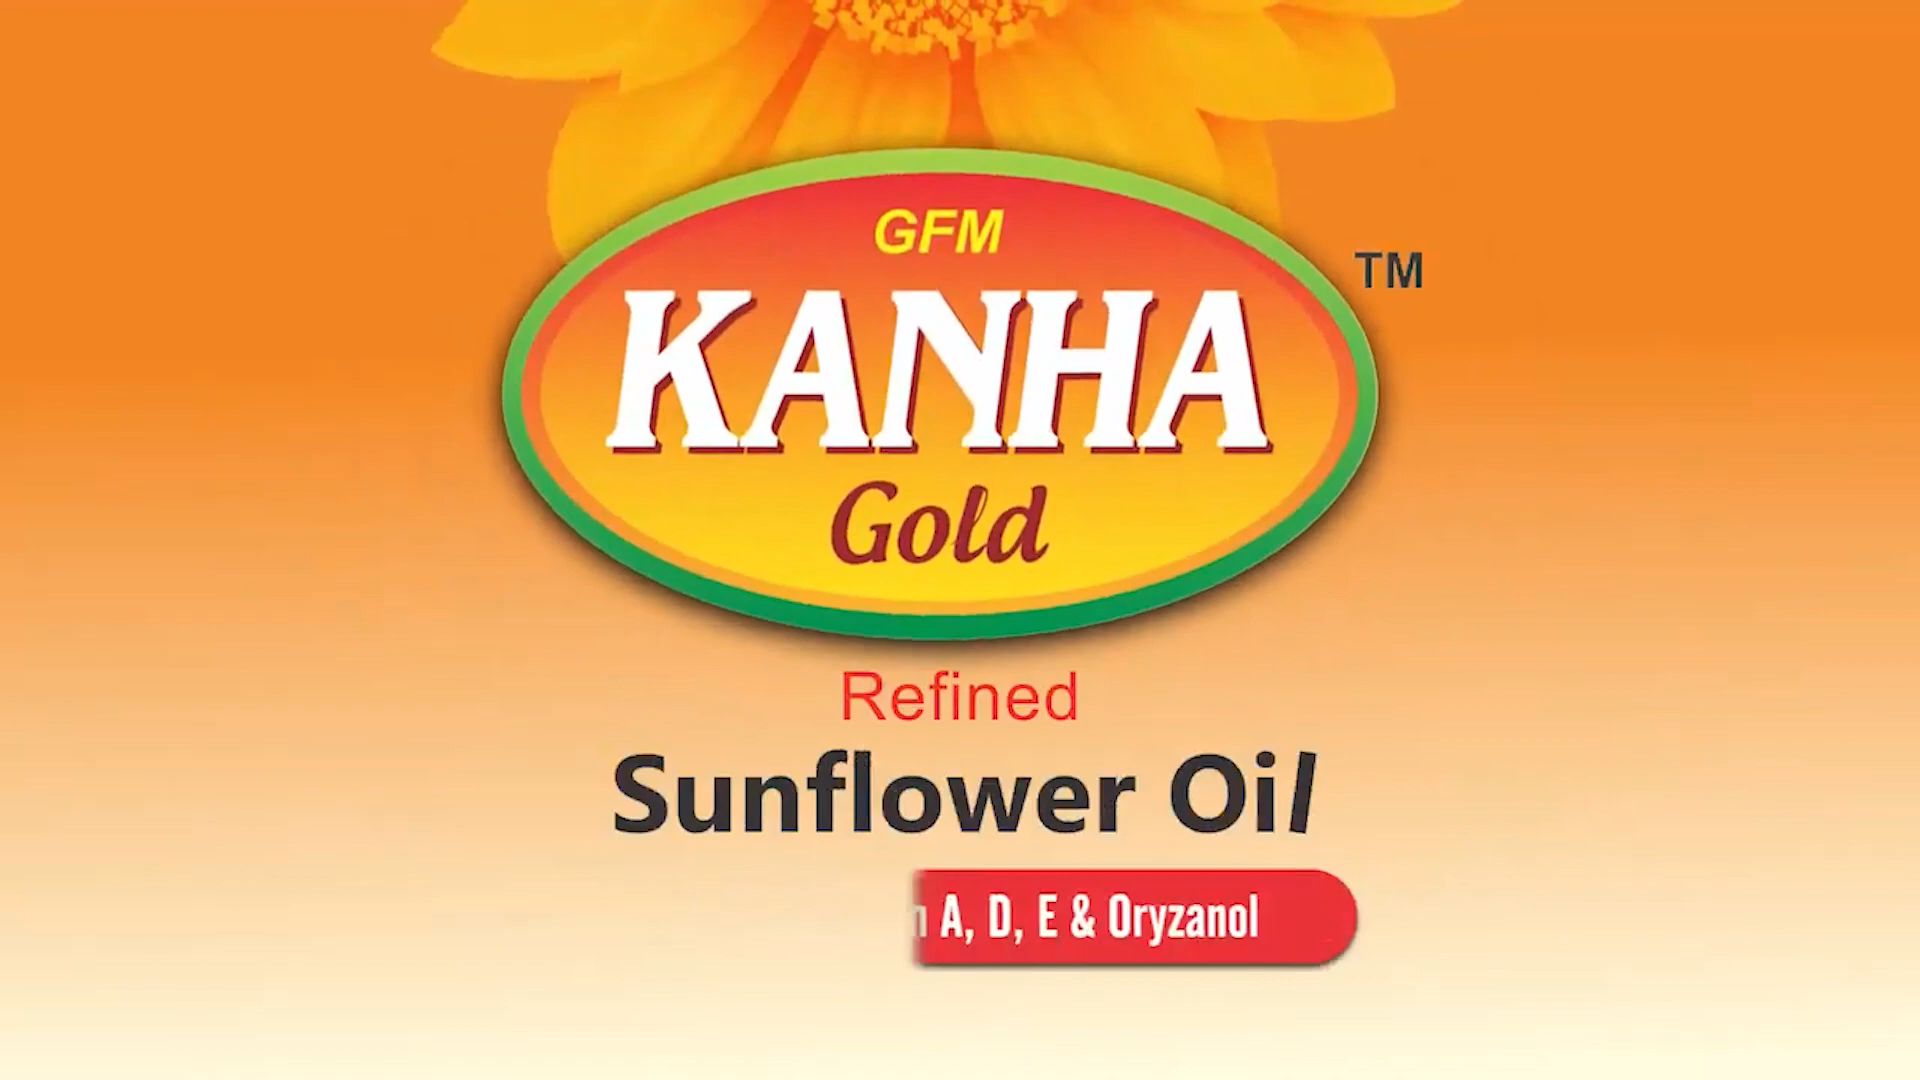 GFM
KANHA
TM
Gold
Refined
Sunflower Oil
A, D, E & Oryzanol